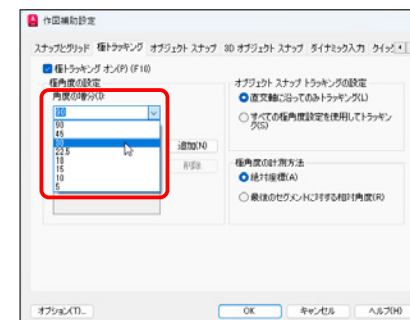 作図補助設定
スナップとグリッド 極トラッキング オブジェクト スナップ 3D オブジェクト スナップ ダイナミック入力 クイック
極トラッキング オン(P) (F10)
極角度の設定
角度の増分(I):
90
90
45
30
22.5
18
15
10
5
追加(N)
削除
オブジェクト スナップ トラッキングの設定
直交軸に沿ってのみトラッキング(L)
すべての極角度設定を使用してトラッキン
グ(S)
極角度の計測方法
絶対座標(A)
最後のセグメントに対する相対角度(R)
オプション(T)...
OK
キャンセル
ヘルプ(H)